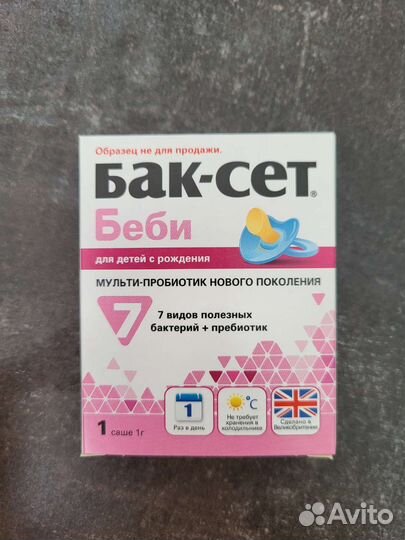 Образец не для продажи.
Бак-сет®
Беби
для детей с рождения
МУЛЬТИ-ПРОБИОТИК НОВОГО ПОКОЛЕНИЯ
7
7 видов полезных
бактерий + пребиотик
1
Раз в день
°C
Не требует
хранения в
холодильнике
Сделано в
Великобритании
1 саше 1г
Avito